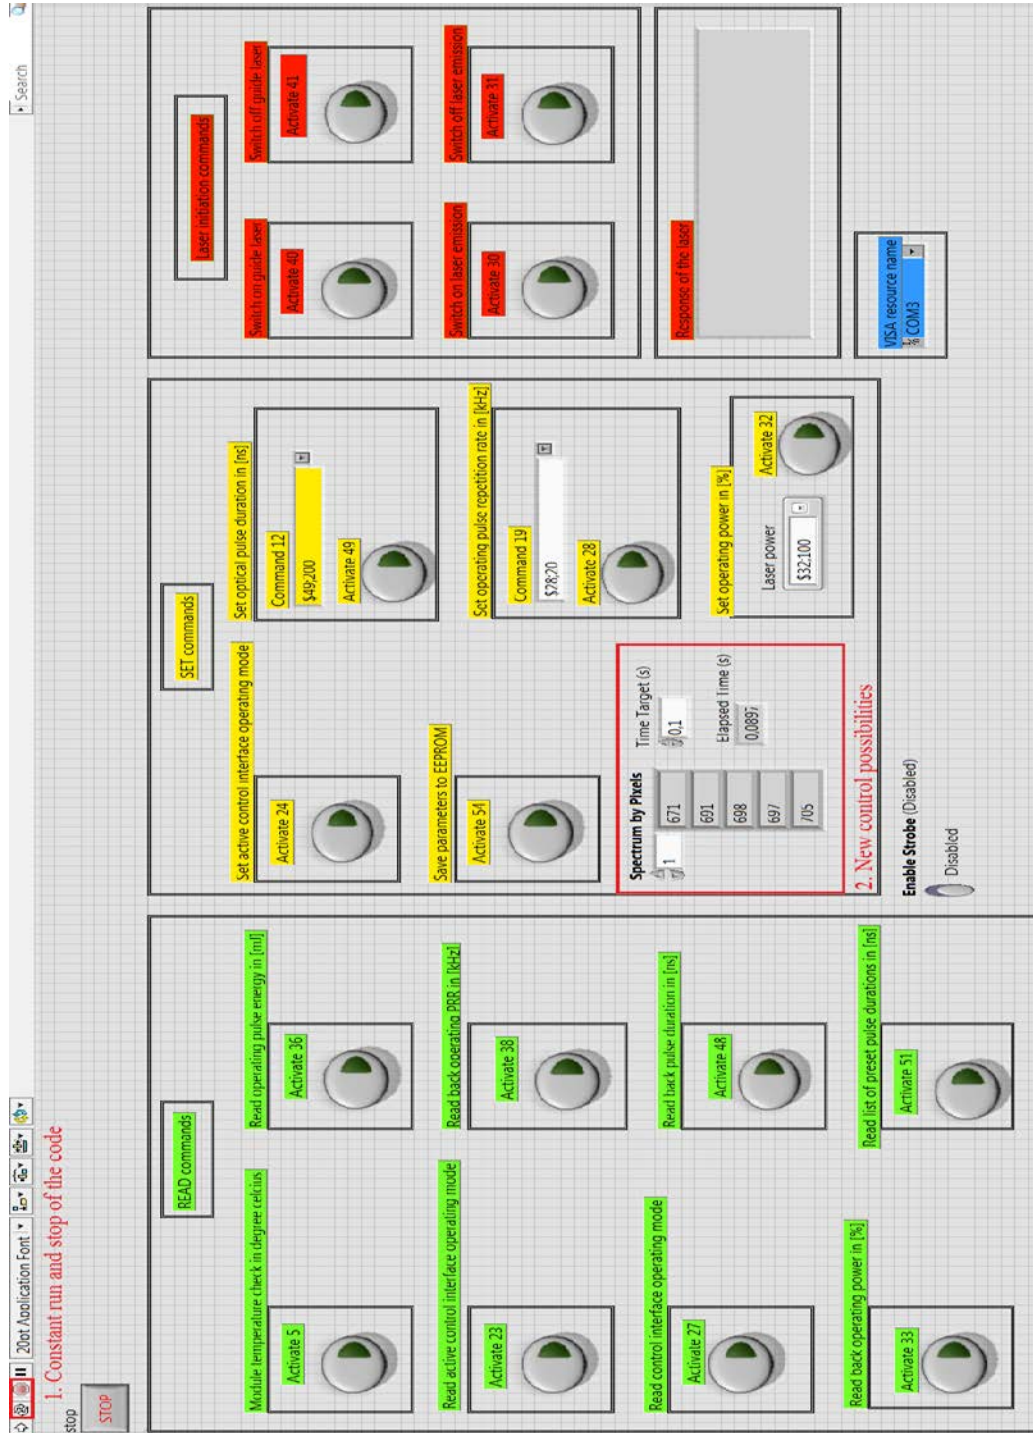 20pt Application Font
Search
1. Constant run and stop of the code
stop
STOP
READ commands
Module temperature check in degree celcius
Activate 5
Read operating pulse energy in [mJ]
Activate 36
Read active control interface operating mode
Activate 23
Read back operating PRR in [kHz]
Activate 38
Read control interface operating mode
Activate 27
Read back pulse duration in [ns]
Activate 48
Read back operating power in [%]
Activate 33
Read list of preset pulse durations in [ns]
Activate 51
SET commands
Set active control interface operating mode
Activate 24
Set optical pulse duration in [ns]
Command 12
$49;200
Activate 49
Save parameters to EEPROM
Activate 54
Set operating pulse repetition rate in [kHz]
Command 19
$28;20
Activate 28
Spectrum by Pixels
1
671
691
698
697
705
Time Target (s)
0,1
Elapsed Time (s)
0,0897
2. New control possibilities
Set operating power in [%]
Laser power
$32;100
Activate 32
Enable Strobe (Disabled)
Disabled
Laser initiation commands
Switch on guide laser
Activate 40
Switch off guide laser
Activate 41
Switch on laser emission
Activate 30
Switch off laser emission
Activate 31
Response of the laser
VISA resource name
COM3